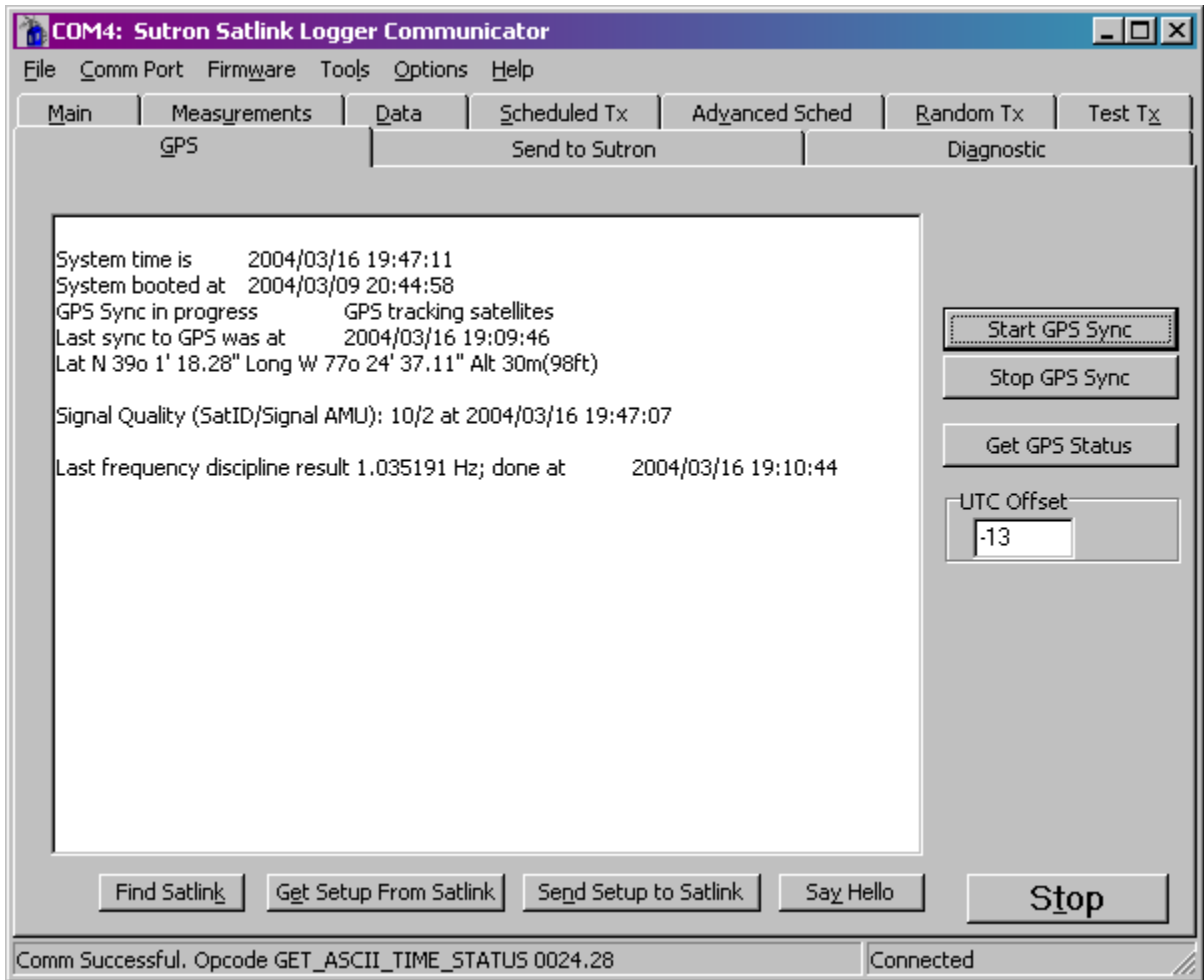 COM4: Sutron Satlink Logger Communicator
File Comm Port Firmware Tools Options Help
Main Measurements Data Scheduled Tx Advanced Sched Random Tx Test Tx
GPS Send to Sutron Diagnostic
System time is 2004/03/16 19:47:11
System booted at 2004/03/09 20:44:58
GPS Sync in progress GPS tracking satellites
Last sync to GPS was at 2004/03/16 19:09:46
Lat N 39o 1' 18.28" Long W 77o 24' 37.11" Alt 30m(98ft)
Signal Quality (SatID/Signal AMU): 10/2 at 2004/03/16 19:47:07
Last frequency discipline result 1.035191 Hz; done at 2004/03/16 19:10:44
Start GPS Sync
Stop GPS Sync
Get GPS Status
UTC Offset
-13
Find Satlink Get Setup From Satlink Send Setup to Satlink Say Hello Stop
Comm Successful. Opcode GET_ASCII_TIME_STATUS 0024.28 Connected